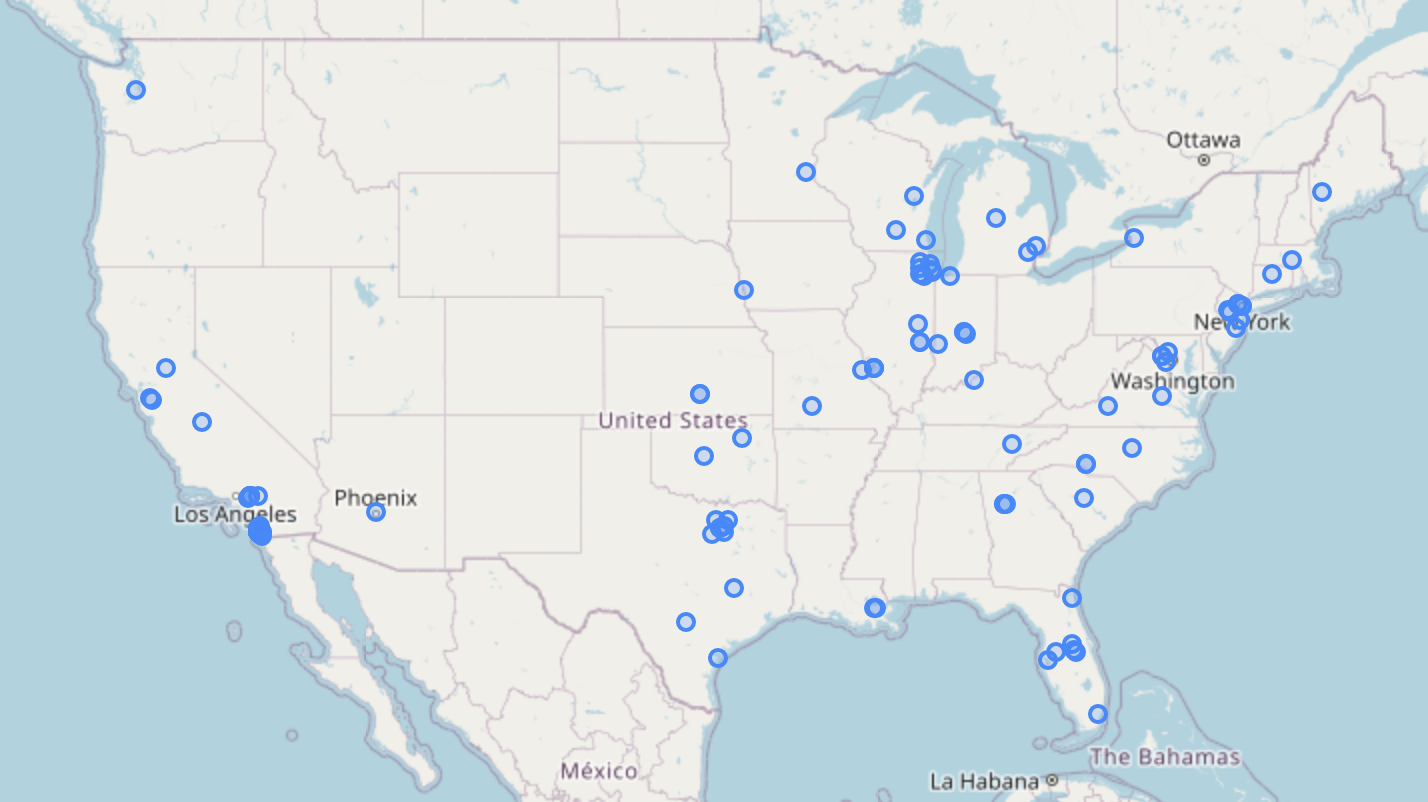 Ottawa
New York
Washington
United States
Phoenix
Los Angeles
The Bahamas
México
La Habana